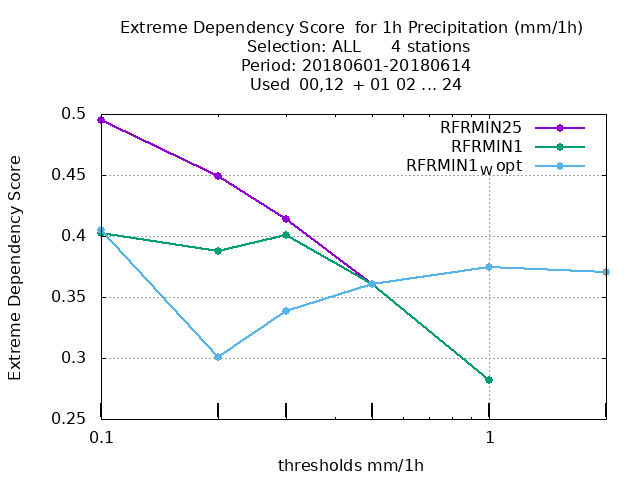 Extreme Dependency Score  for 1h Precipitation (mm/1h)
Selection: ALL      4 stations
Period: 20180601-20180614
Used  00,12  + 01 02 ... 24
0.5
0.45
0.4
0.35
0.3
0.25
Extreme Dependency Score
RFRMIN25
RFRMIN1
RFRMIN1W opt
0.1
1
thresholds mm/1h